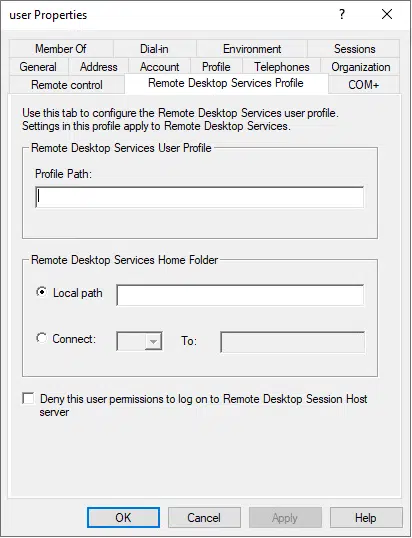 user Properties
?
Member Of Dial-in Environment Sessions
General Address Account Profile Telephones Organization
Remote control Remote Desktop Services Profile COM+
Use this tab to configure the Remote Desktop Services user profile.
Settings in this profile apply to Remote Desktop Services.
Remote Desktop Services User Profile
Profile Path:
Remote Desktop Services Home Folder
Local path
Connect: To:
Deny this user permissions to log on to Remote Desktop Session Host
server
OK Cancel Apply Help